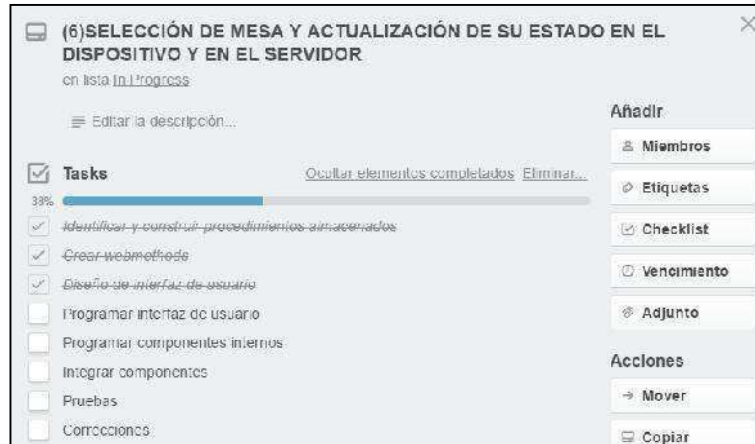 (6)SELECCIÓN DE MESA Y ACTUALIZACIÓN DE SU ESTADO EN EL
DISPOSITIVO Y EN EL SERVIDOR
en lista In Progress
Editar la descripción...
Tasks
Ocultar elementos completados Eliminar...
38%
Identificar y construir procedimientos almacenados
Crear webmethods
Diseño de interfaz de usuario
Programar interfaz de usuario
Programar componentes internos
Integrar componentes
Pruebas
Correcciones
Añadir
Miembros
Etiquetas
Checklist
Vencimiento
Adjunto
Acciones
Mover
Copiar